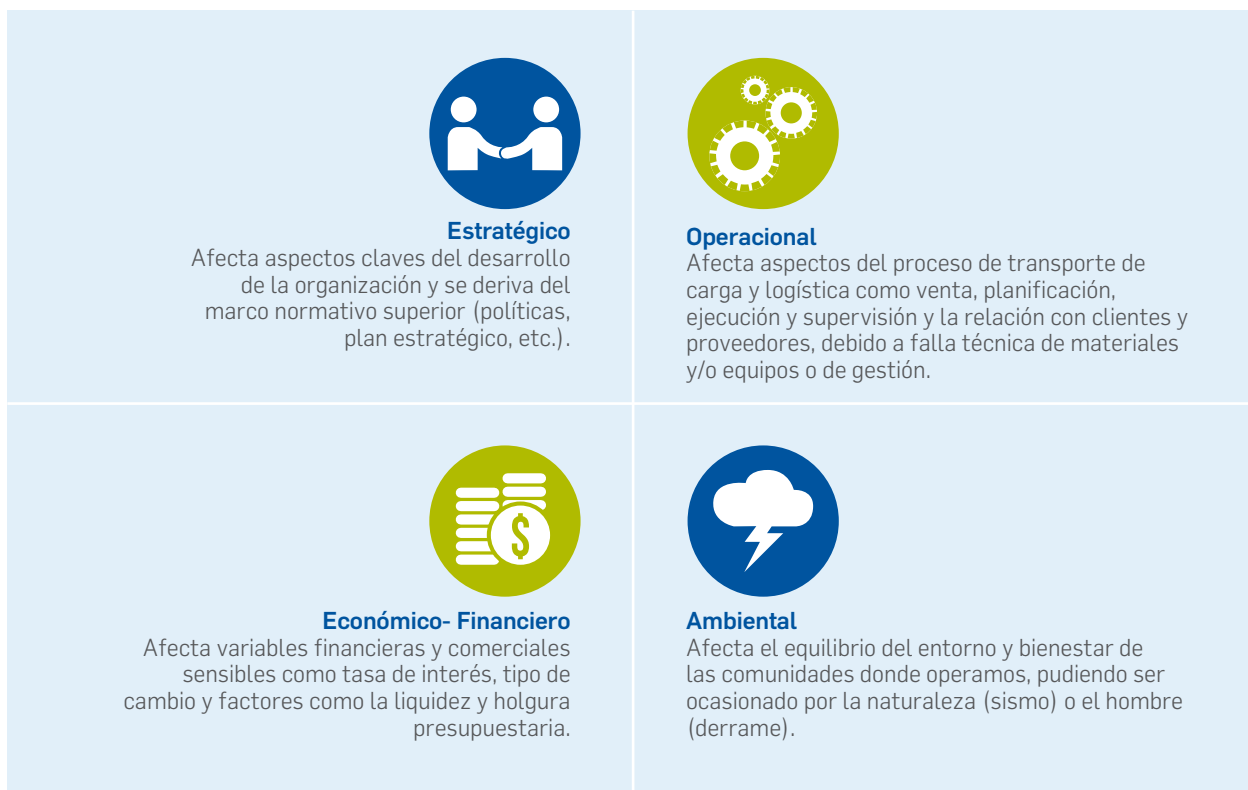 Estratégico
Afecta aspectos claves del desarrollo
de la organización y se deriva del
marco normativo superior (políticas,
plan estratégico, etc.).
Operacional
Afecta aspectos del proceso de transporte de
carga y logística como venta, planificación,
ejecución y supervisión y la relación con clientes y
proveedores, debido a falla técnica de materiales
y/o equipos o de gestión.
$
Económico- Financiero
Afecta variables financieras y comerciales
sensibles como tasa de interés, tipo de
cambio y factores como la liquidez y holgura
presupuestaria.
Ambiental
Afecta el equilibrio del entorno y bienestar de
las comunidades donde operamos, pudiendo ser
ocasionado por la naturaleza (sismo) o el hombre
(derrame).